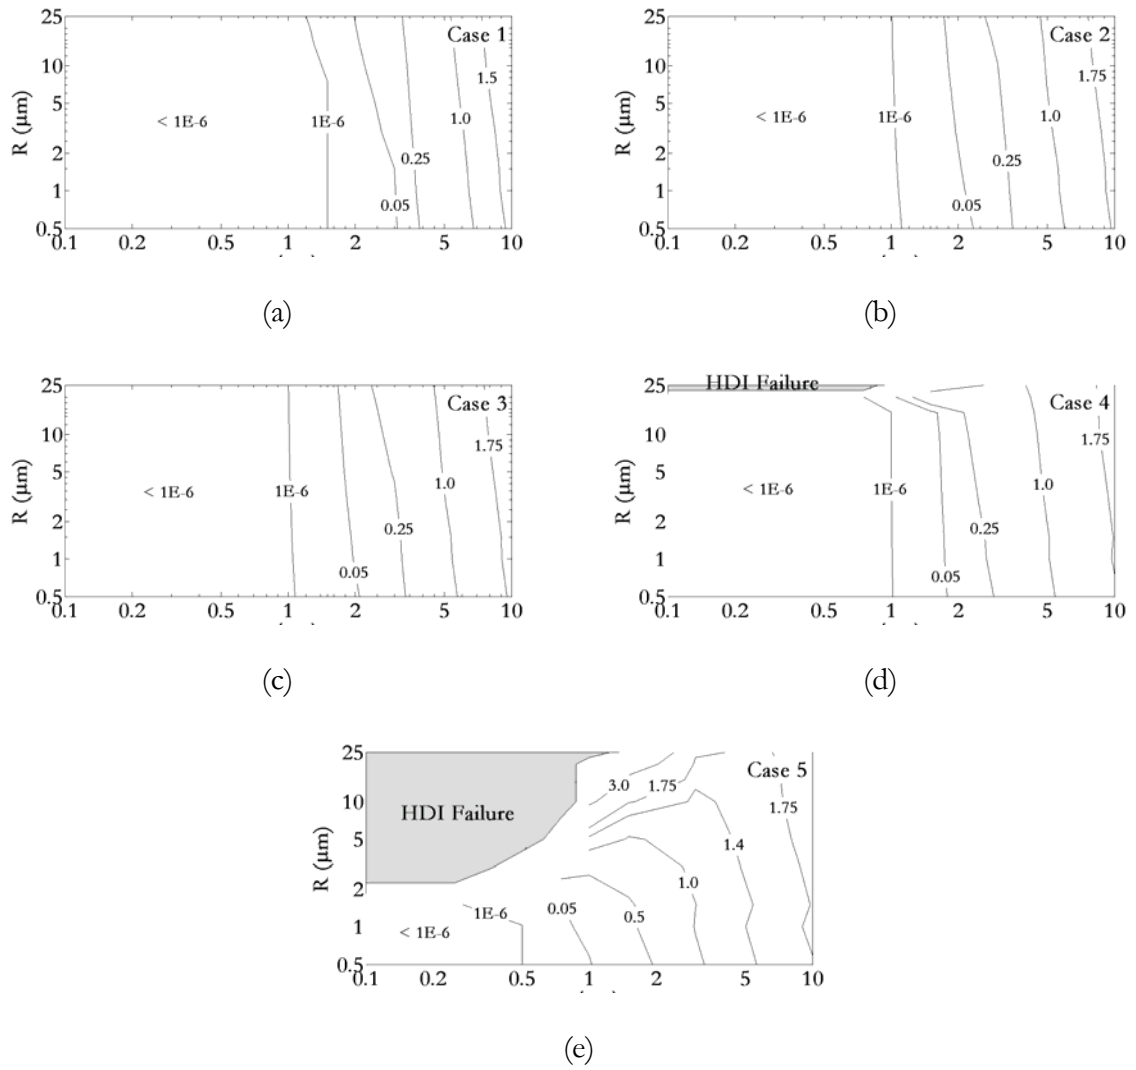 25
Case 1
10
1.5
5
< 1E-6
1E-6
1.0
R (μm)
2
0.25
1
0.05
0.5
0.1 0.2 0.5 1 2 5 10
(a)
25
Case 2
10
1.75
5
< 1E-6
1E-6
1.0
R (μm)
2
0.25
1
0.05
0.5
0.1 0.2 0.5 1 2 5 10
(b)
25
Case 3
10
1.75
5
< 1E-6
1E-6
1.0
R (μm)
2
0.25
1
0.05
0.5
0.1 0.2 0.5 1 2 5 10
(c)
HDI Failure
25
Case 4
10
1.75
5
< 1E-6
1E-6
1.0
R (μm)
2
0.25
1
0.05
0.5
0.1 0.2 0.5 1 2 5 10
(d)
25
Case 5
3.0
1.75
10
1.75
HDI Failure
5
1.4
R (μm)
2
1.0
1E-6
0.05
0.5
1
< 1E-6
0.5
0.1 0.2 0.5 1 2 5 10
(e)